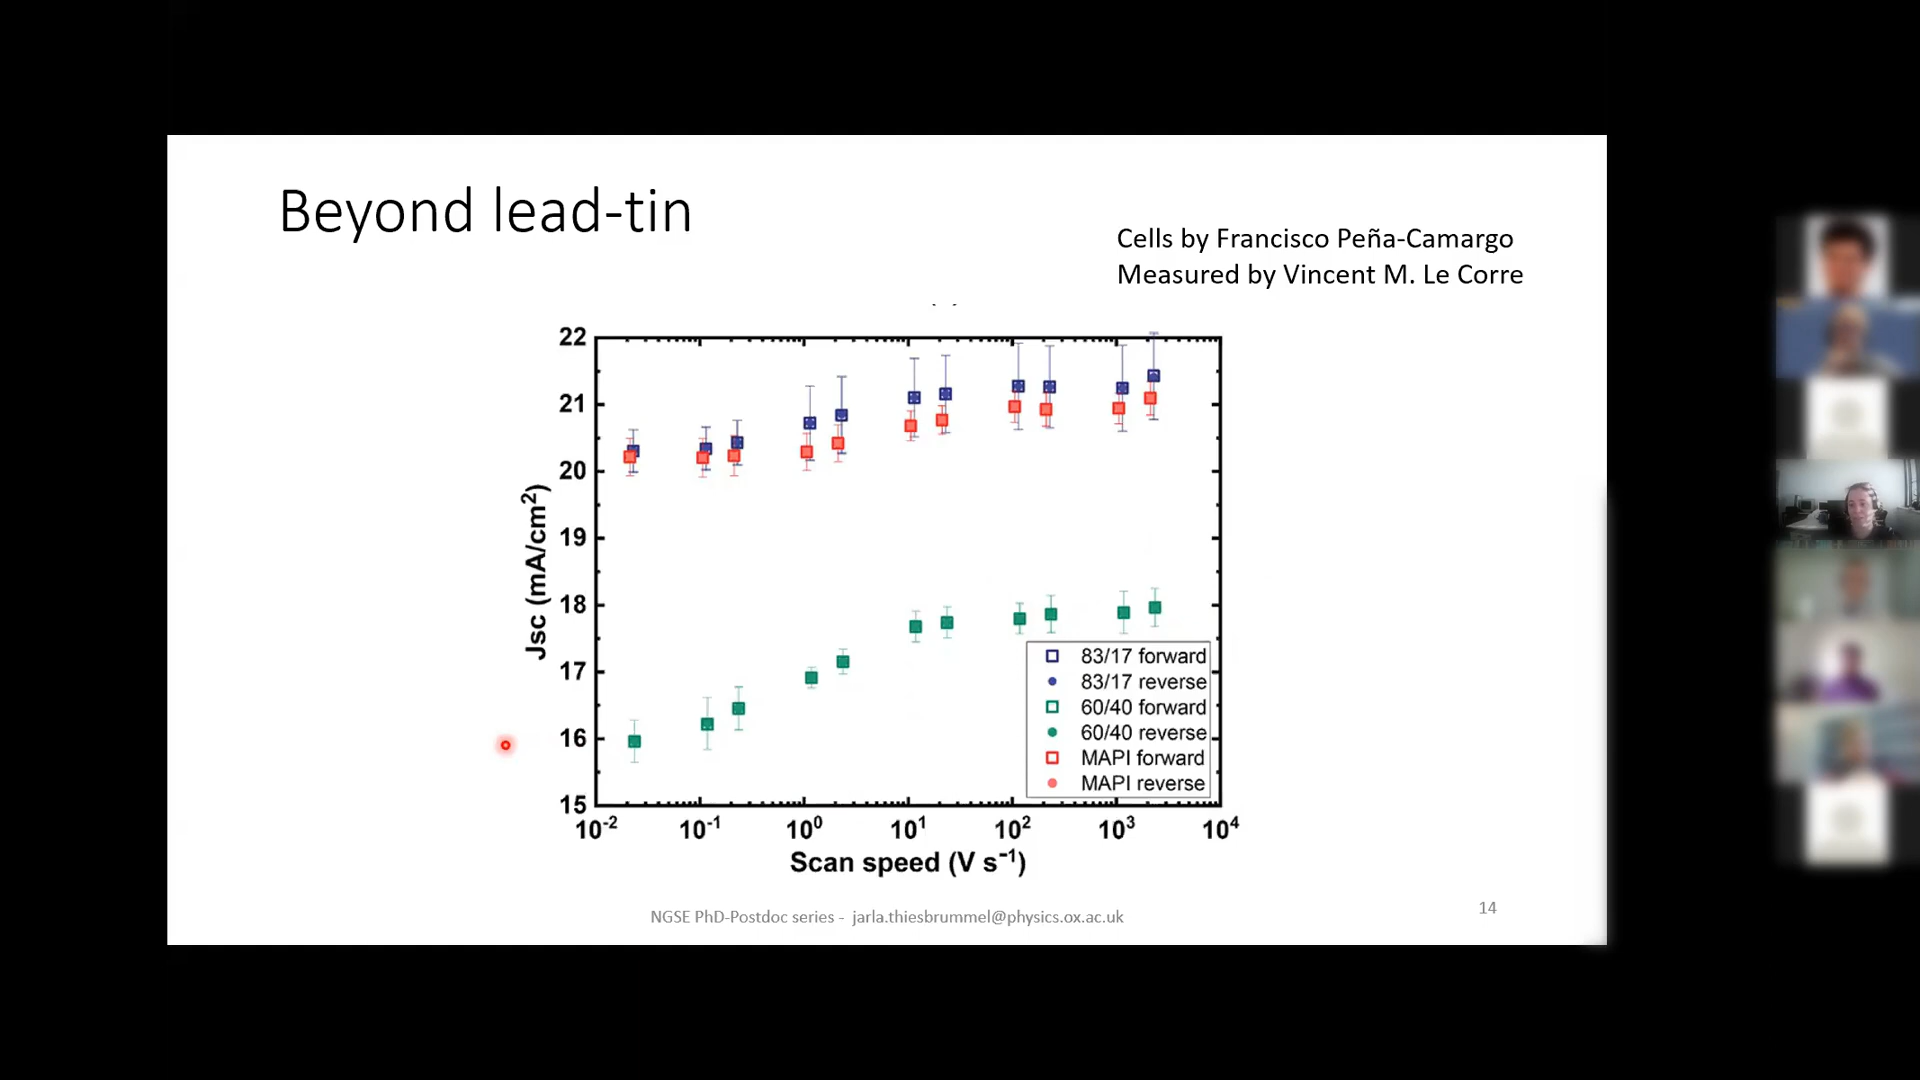 Beyond lead-tin
Cells by Francisco Peña-Camargo
Measured by Vincent M. Le Corre
22
21
20
19
18
17
16
15
Jsc (mA/cm²)
83/17 forward
83/17 reverse
60/40 forward
60/40 reverse
MAPI forward
MAPI reverse
10⁻² 10⁻¹ 10⁰ 10¹ 10² 10³ 10⁴
Scan speed (V s⁻¹)
NGSE PhD-Postdoc series - jarla.thiesbrummel@physics.ox.ac.uk
14